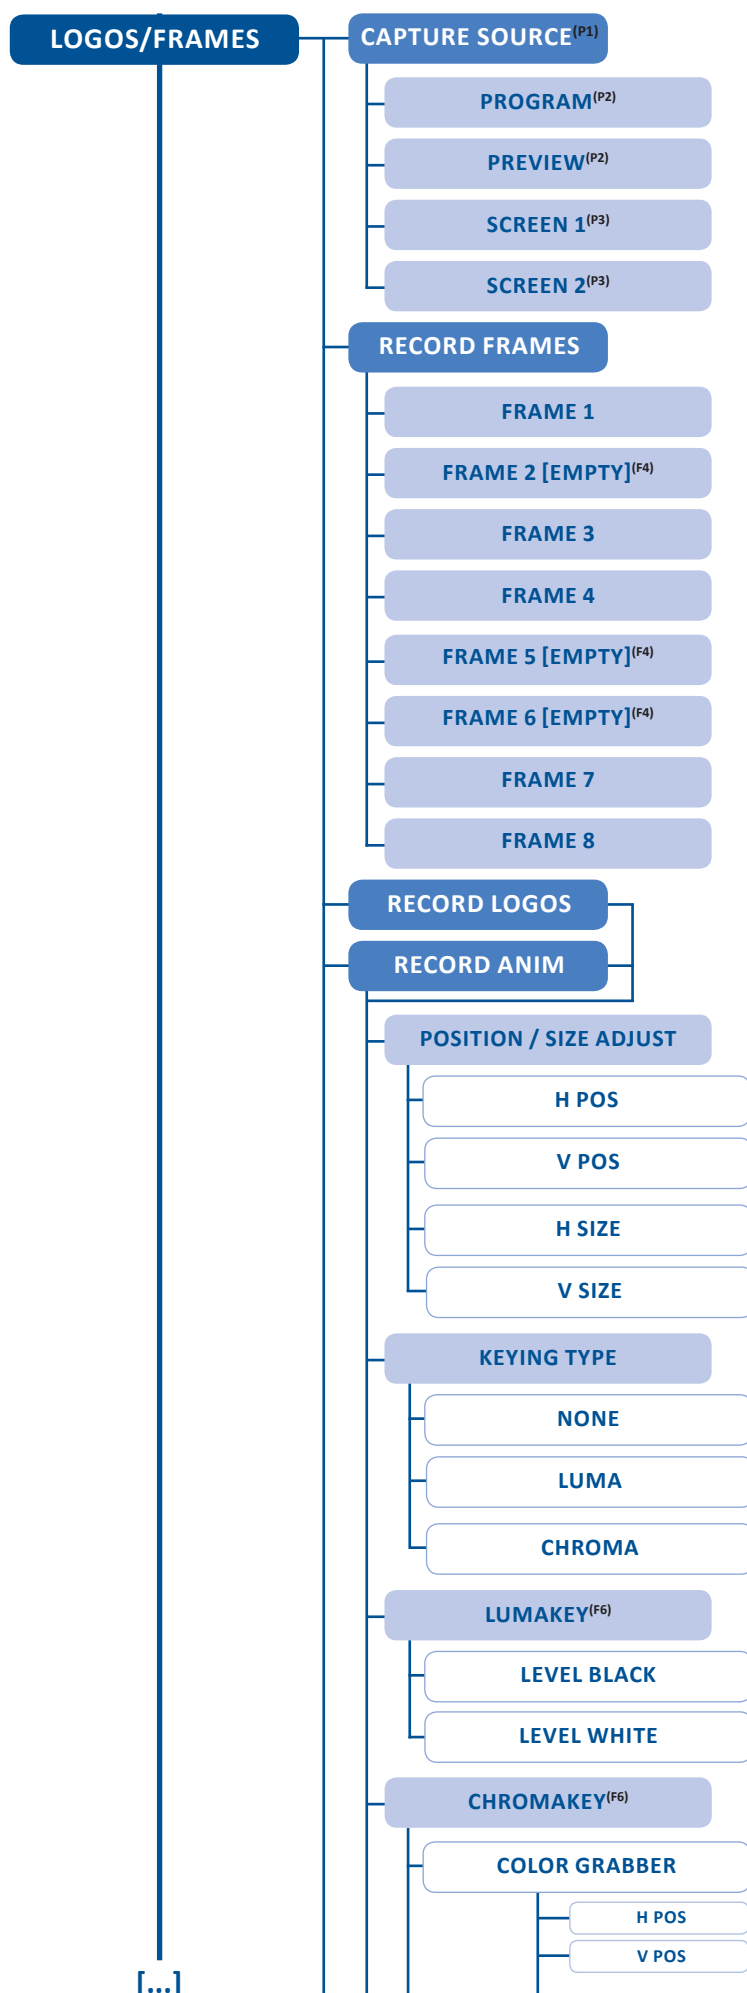 LOGOS/FRAMES
CAPTURE SOURCE(P1)
PROGRAM(P2)
PREVIEW(P2)
SCREEN 1(P3)
SCREEN 2(P3)
RECORD FRAMES
FRAME 1
FRAME 2 [EMPTY](F4)
FRAME 3
FRAME 4
FRAME 5 [EMPTY](F4)
FRAME 6 [EMPTY](F4)
FRAME 7
FRAME 8
RECORD LOGOS
RECORD ANIM
POSITION / SIZE ADJUST
H POS
V POS
H SIZE
V SIZE
KEYING TYPE
NONE
LUMA
CHROMA
LUMAKEY(F6)
LEVEL BLACK
LEVEL WHITE
CHROMAKEY(F6)
COLOR GRABBER
H POS
V POS
[...]